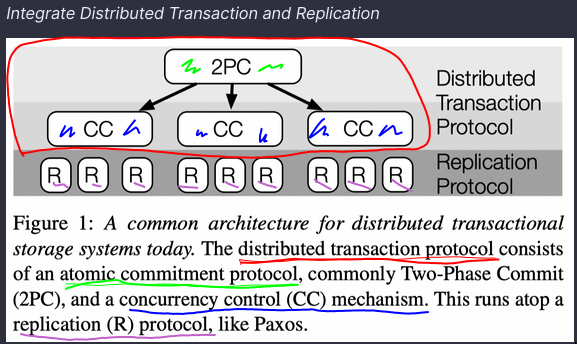 Integrate Distributed Transaction and Replication
2PC
CC CC CC
Distributed
Transaction
Protocol
R R R R R R R R R
Replication
Protocol
Figure 1: A common architecture for distributed transactional
storage systems today. The distributed transaction protocol consists
of an atomic commitment protocol, commonly Two-Phase Commit
(2PC), and a concurrency control (CC) mechanism. This runs atop a
replication (R) protocol, like Paxos.